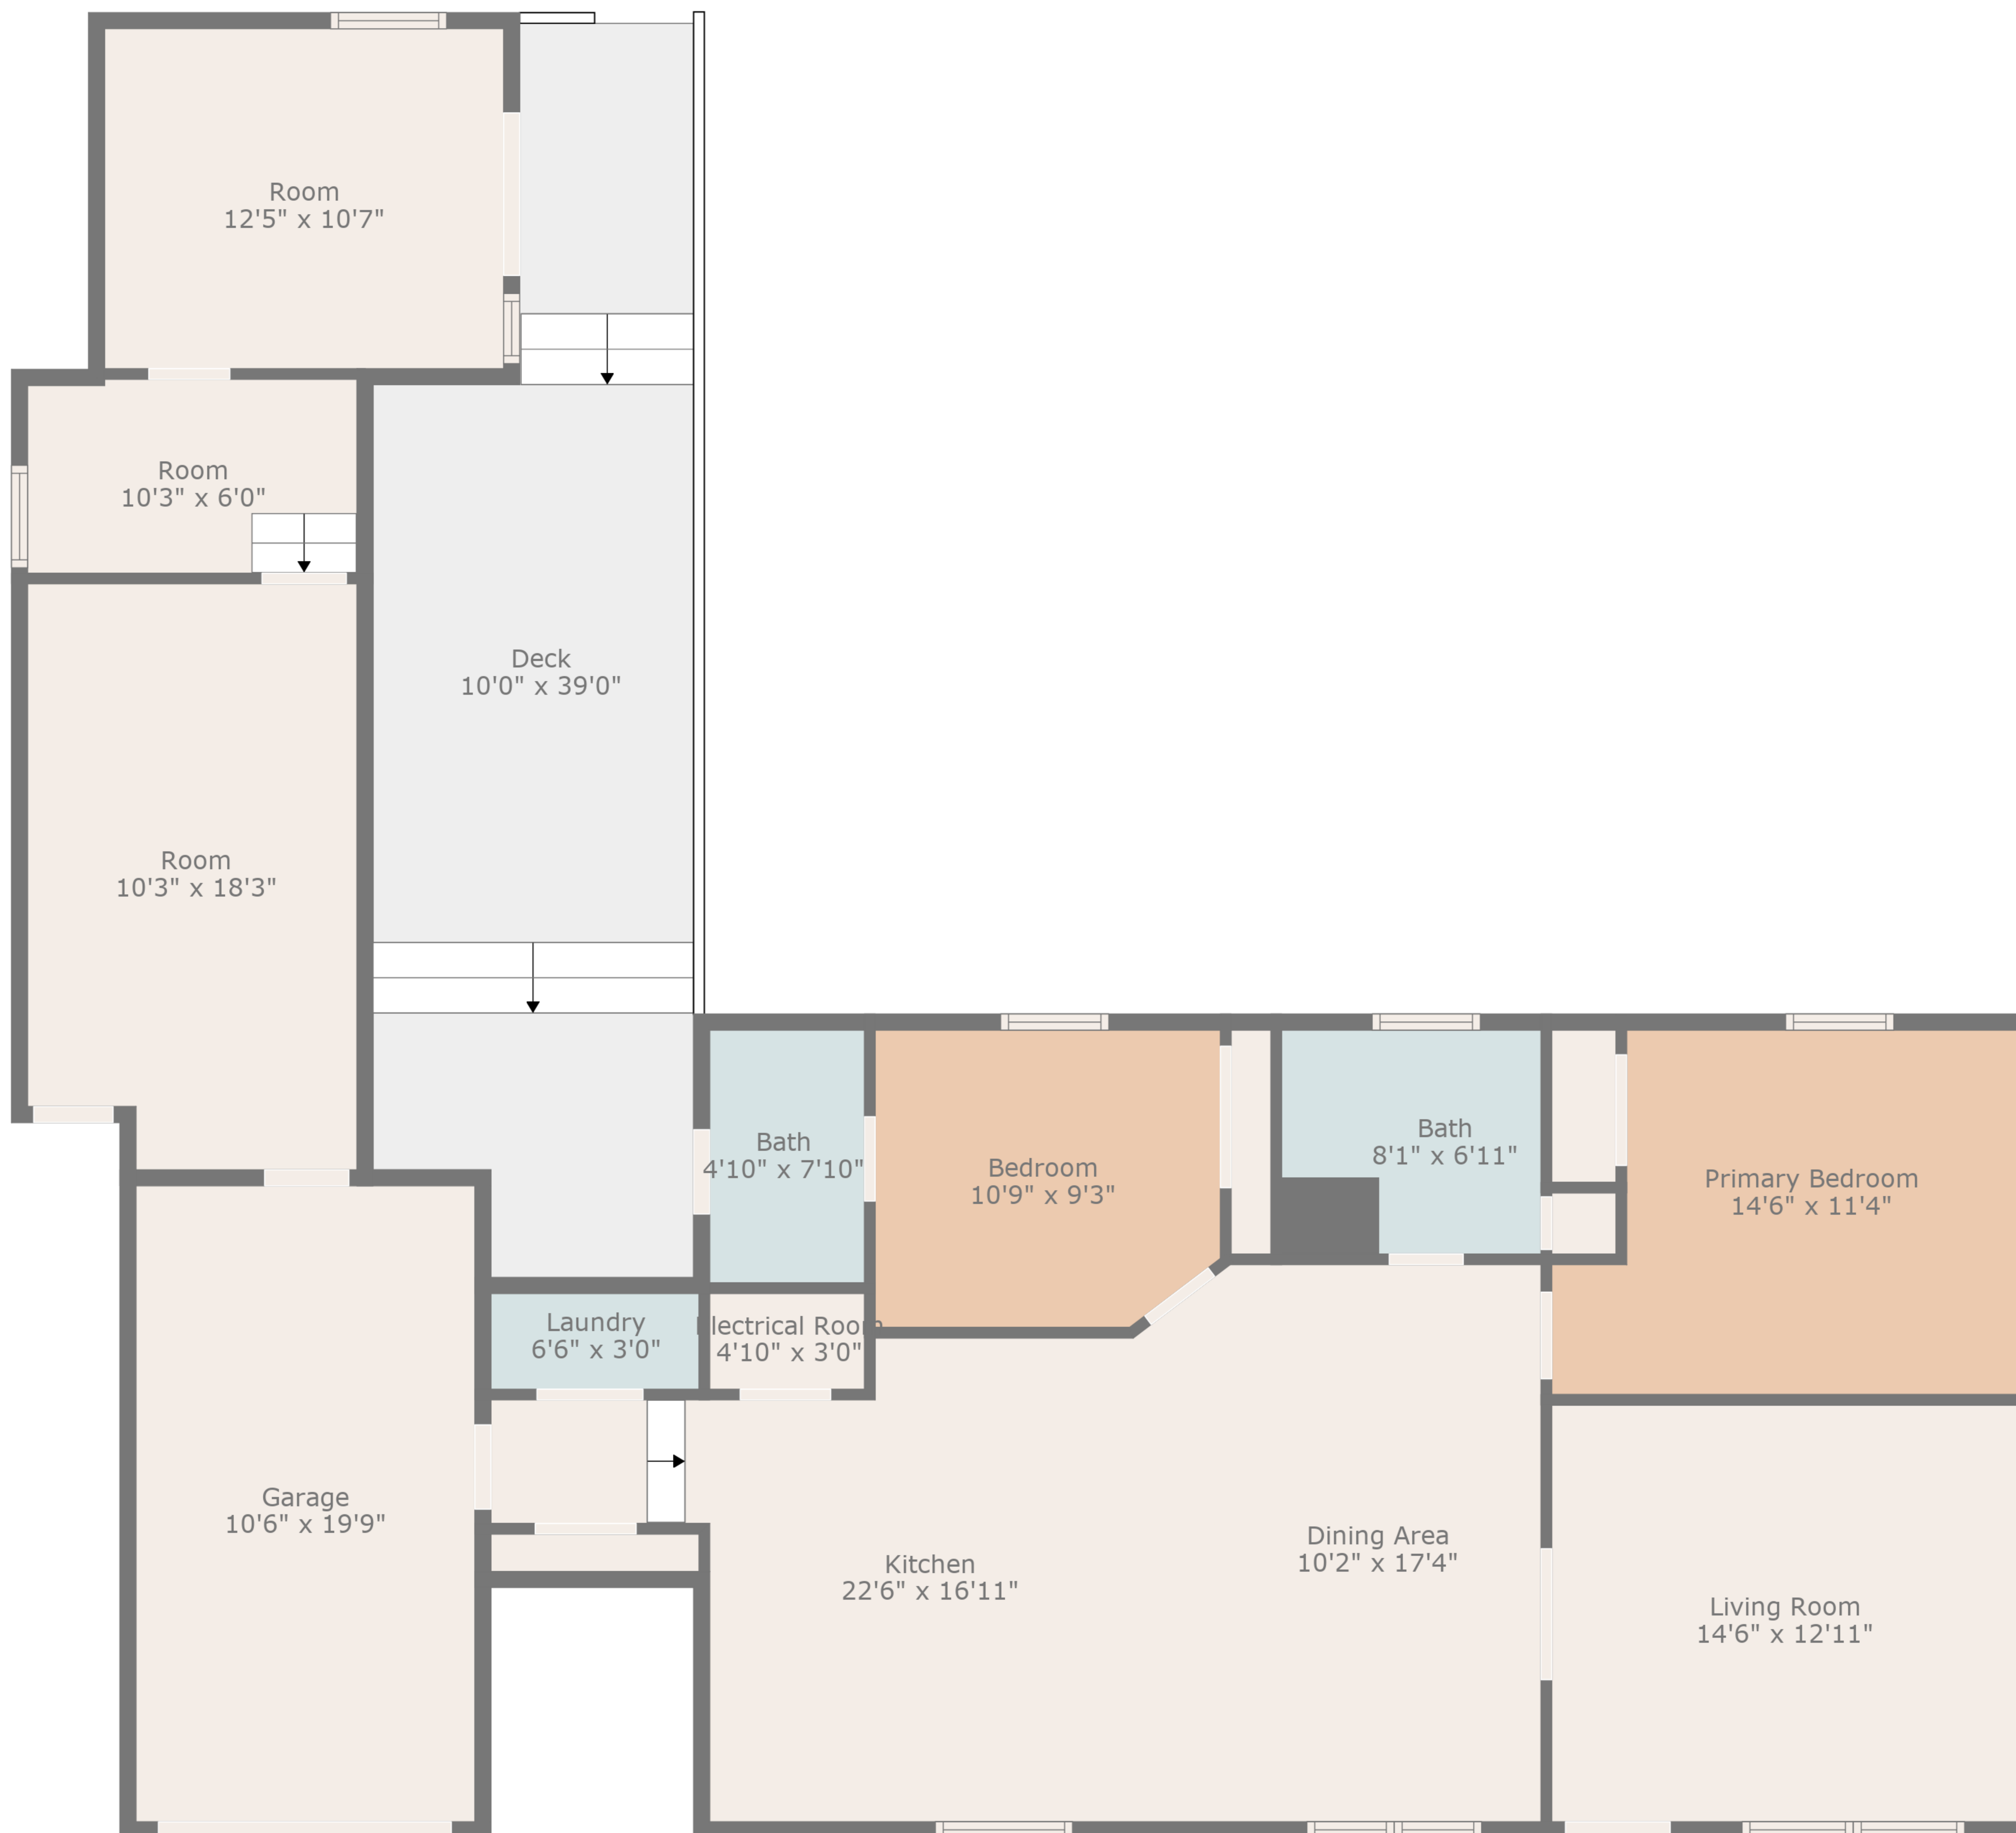 Room
12'5" x 10'7"
Room
10'3" x 6'0"
Deck
10'0" x 39'0"
Room
10'3" x 18'3"
Bath
4'10" x 7'10"
Bedroom
10'9" x 9'3"
Bath
8'1" x 6'11"
Primary Bedroom
14'6" x 11'4"
Laundry
6'6" x 3'0"
lectrical Room
4'10" x 3'0"
Garage
10'6" x 19'9"
Kitchen
22'6" x 16'11"
Dining Area
10'2" x 17'4"
Living Room
14'6" x 12'11"